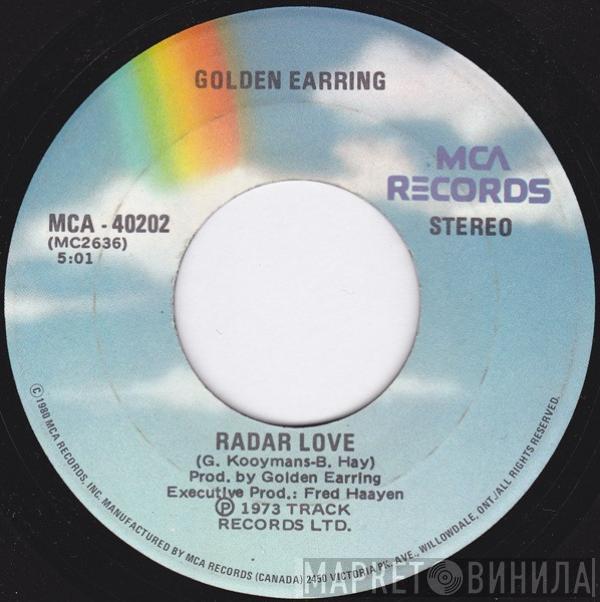 GOLDEN EARRING
MCA
RECORDS
STEREO
MCA - 40202
(MC2636)
5:01
RADAR LOVE
(G. Kooymans-B. Hay)
Prod. by Golden Earring
Executive Prod.: Fred Haayen
Ⓟ 1973 TRACK
RECORDS LTD.
© 1980 MCA RECORDS, INC. MANUFACTURED BY MCA RECORDS (CANADA) 2450 VICTORIA PK. AVE., WILLOWDALE, ONT./ALL RIGHTS RESERVED.
МАРКЕТ ВИНИЛА